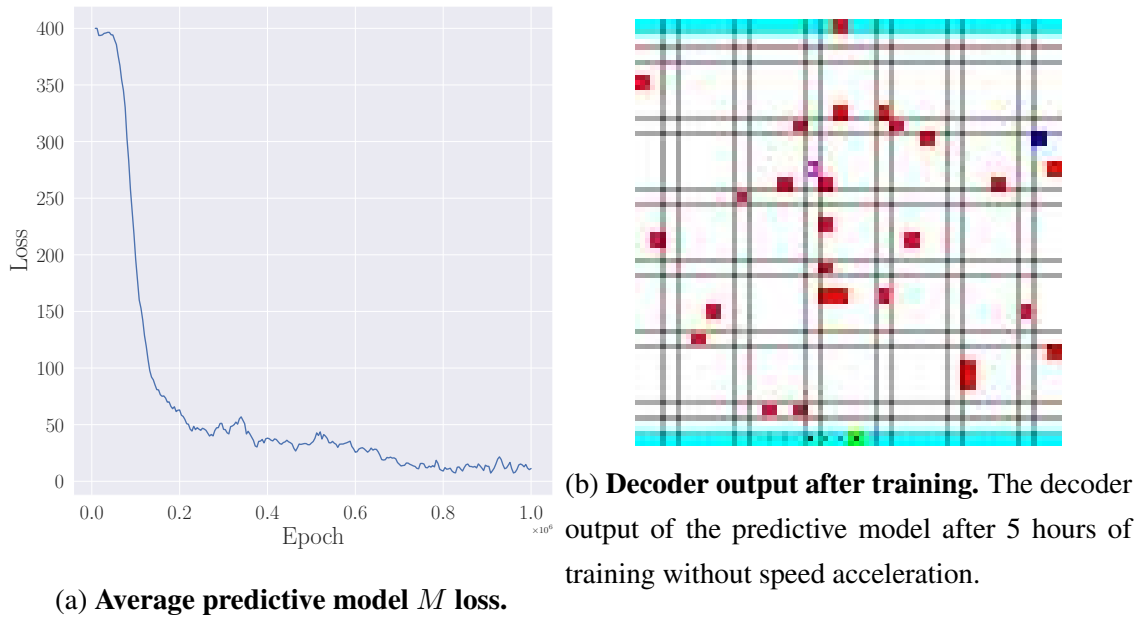 400
350
300
250
200
150
100
50
0
Loss
0.0 0.2 0.4 0.6 0.8 1.0
×10⁶
Epoch
(a) Average predictive model M loss.
(b) Decoder output after training. The decoder
output of the predictive model after 5 hours of
training without speed acceleration.